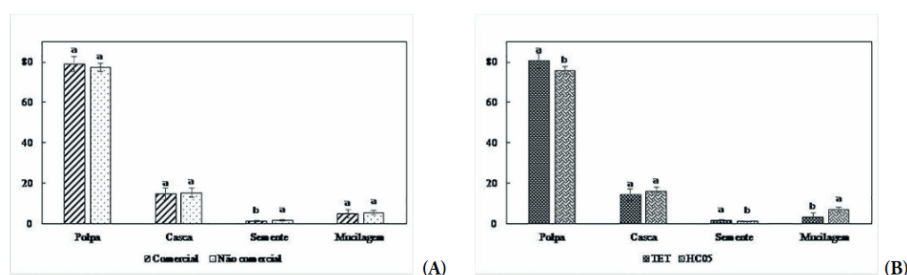 80
60
40
20
0
a a
a a
b a
a a
Polpa Casca Semente Mucilagem
Comercial Não comercial
(A)
80
60
40
20
0
a b
a a
a b
b a
Polpa Casca Semente Mucilagem
TET HC05
(B)